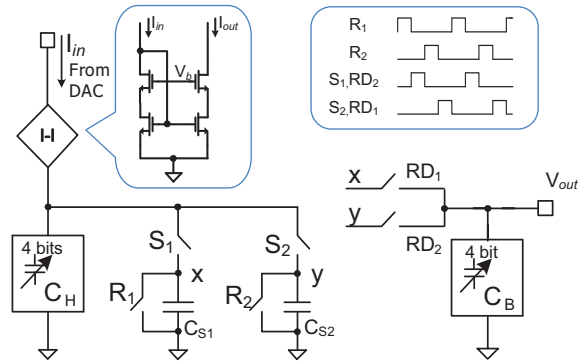 I_in
From
DAC
I-I
I_in
I_out
V_b
R_1
R_2
S_1,RD_2
S_2,RD_1
4 bits
C_H
S_1
x
R_1
C_S1
S_2
y
R_2
C_S2
x
RD_1
y
RD_2
V_out
4 bit
C_B